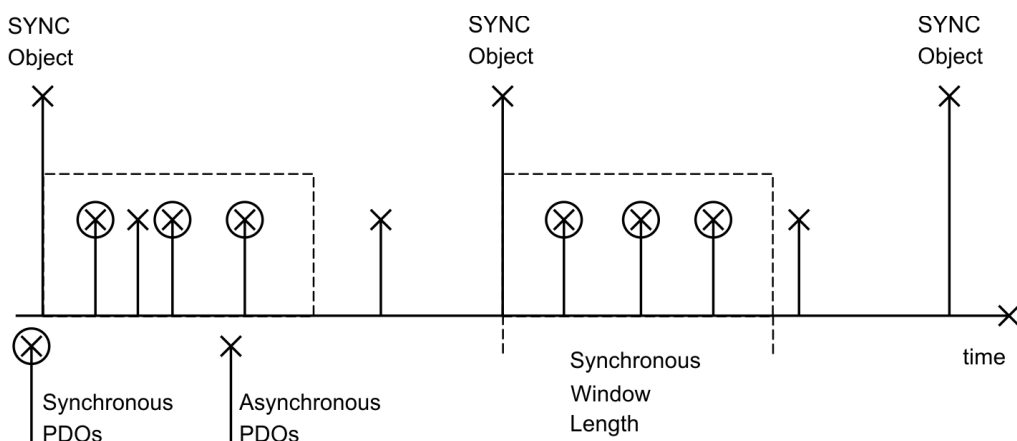 SYNC
Object
SYNC
Object
SYNC
Object
time
Synchronous
Window
Length
Synchronous
PDOs
Asynchronous
PDOs